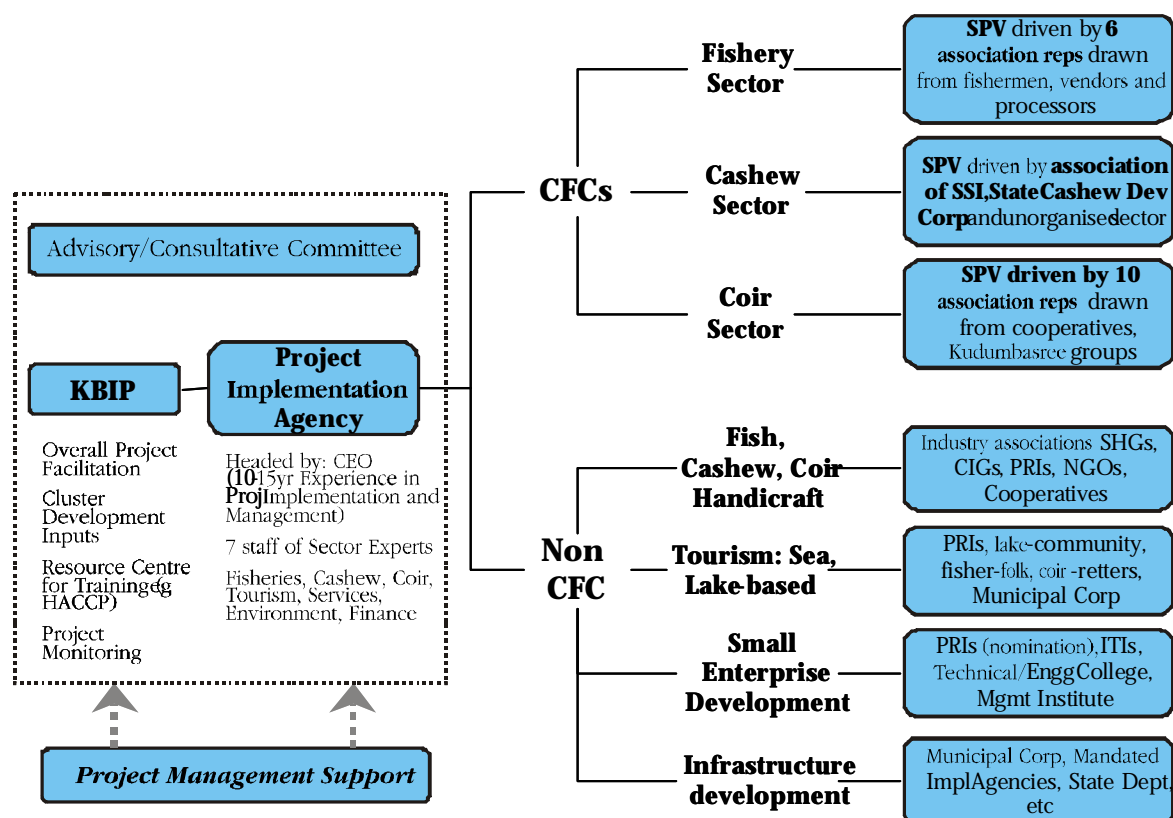 Advisory/Consultative Committee
KBIP
Overall Project
Facilitation
Cluster
Development
Inputs
Resource Centre
for Training(eg
HACCP)
Project
Monitoring
Project
Implementation
Agency
Headed by: CEO
(10-15yr Experience in
ProjImplementation and
Management)
7 staff of Sector Experts
Fisheries, Cashew, Coir,
Tourism, Services,
Environment, Finance
Project Management Support
CFCs
Fishery
Sector
SPV driven by 6
association reps drawn
from fishermen, vendors and
processors
Cashew
Sector
SPV driven by association
of SSI,StateCashew Dev
Corpandunorganisedsector
Coir
Sector
SPV driven by 10
association reps drawn
from cooperatives,
Kudumbasree groups
Non
CFC
Fish,
Cashew, Coir
Handicraft
Industry associations SHGs,
CIGs, PRIs, NGOs,
Cooperatives
Tourism: Sea,
Lake-based
PRIs, lake-community,
fisher-folk, coir -retters,
Municipal Corp
Small
Enterprise
Development
PRIs (nomination),ITIs,
Technical/EnggCollege,
Mgmt Institute
Infrastructure
development
Municipal Corp, Mandated
ImplAgencies, State Dept,
etc